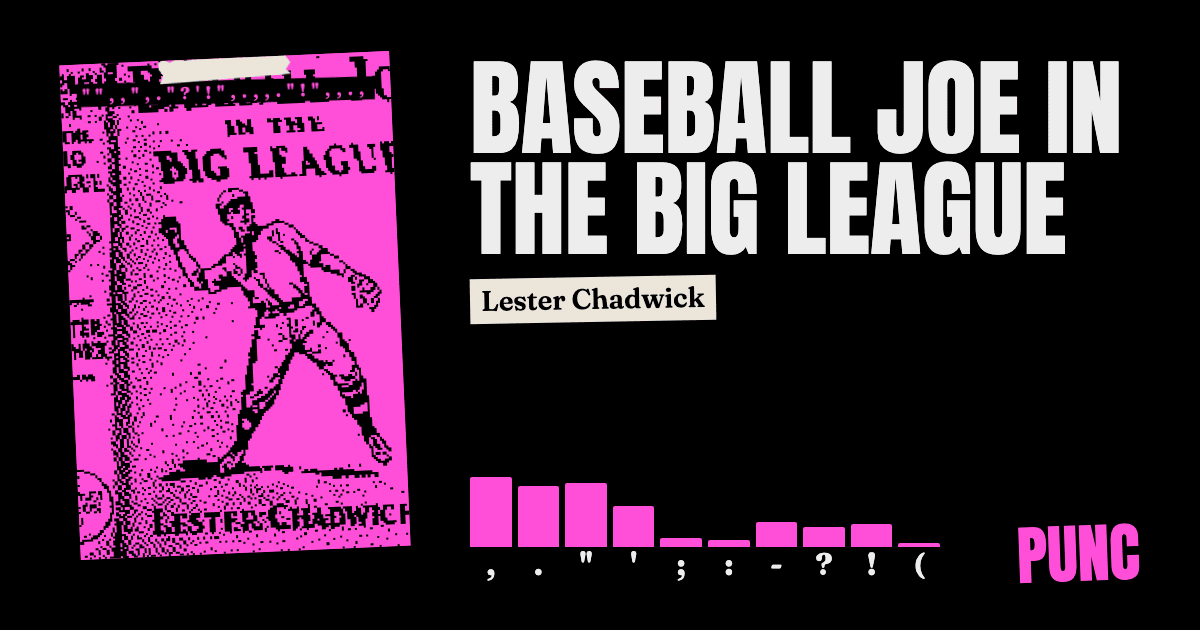 IN THE
BIG LEAGUE
LESTER CHADWICK
BASEBALL JOE IN
THE BIG LEAGUE
Lester Chadwick
, . " ' ; : - ? ! (
PUNC